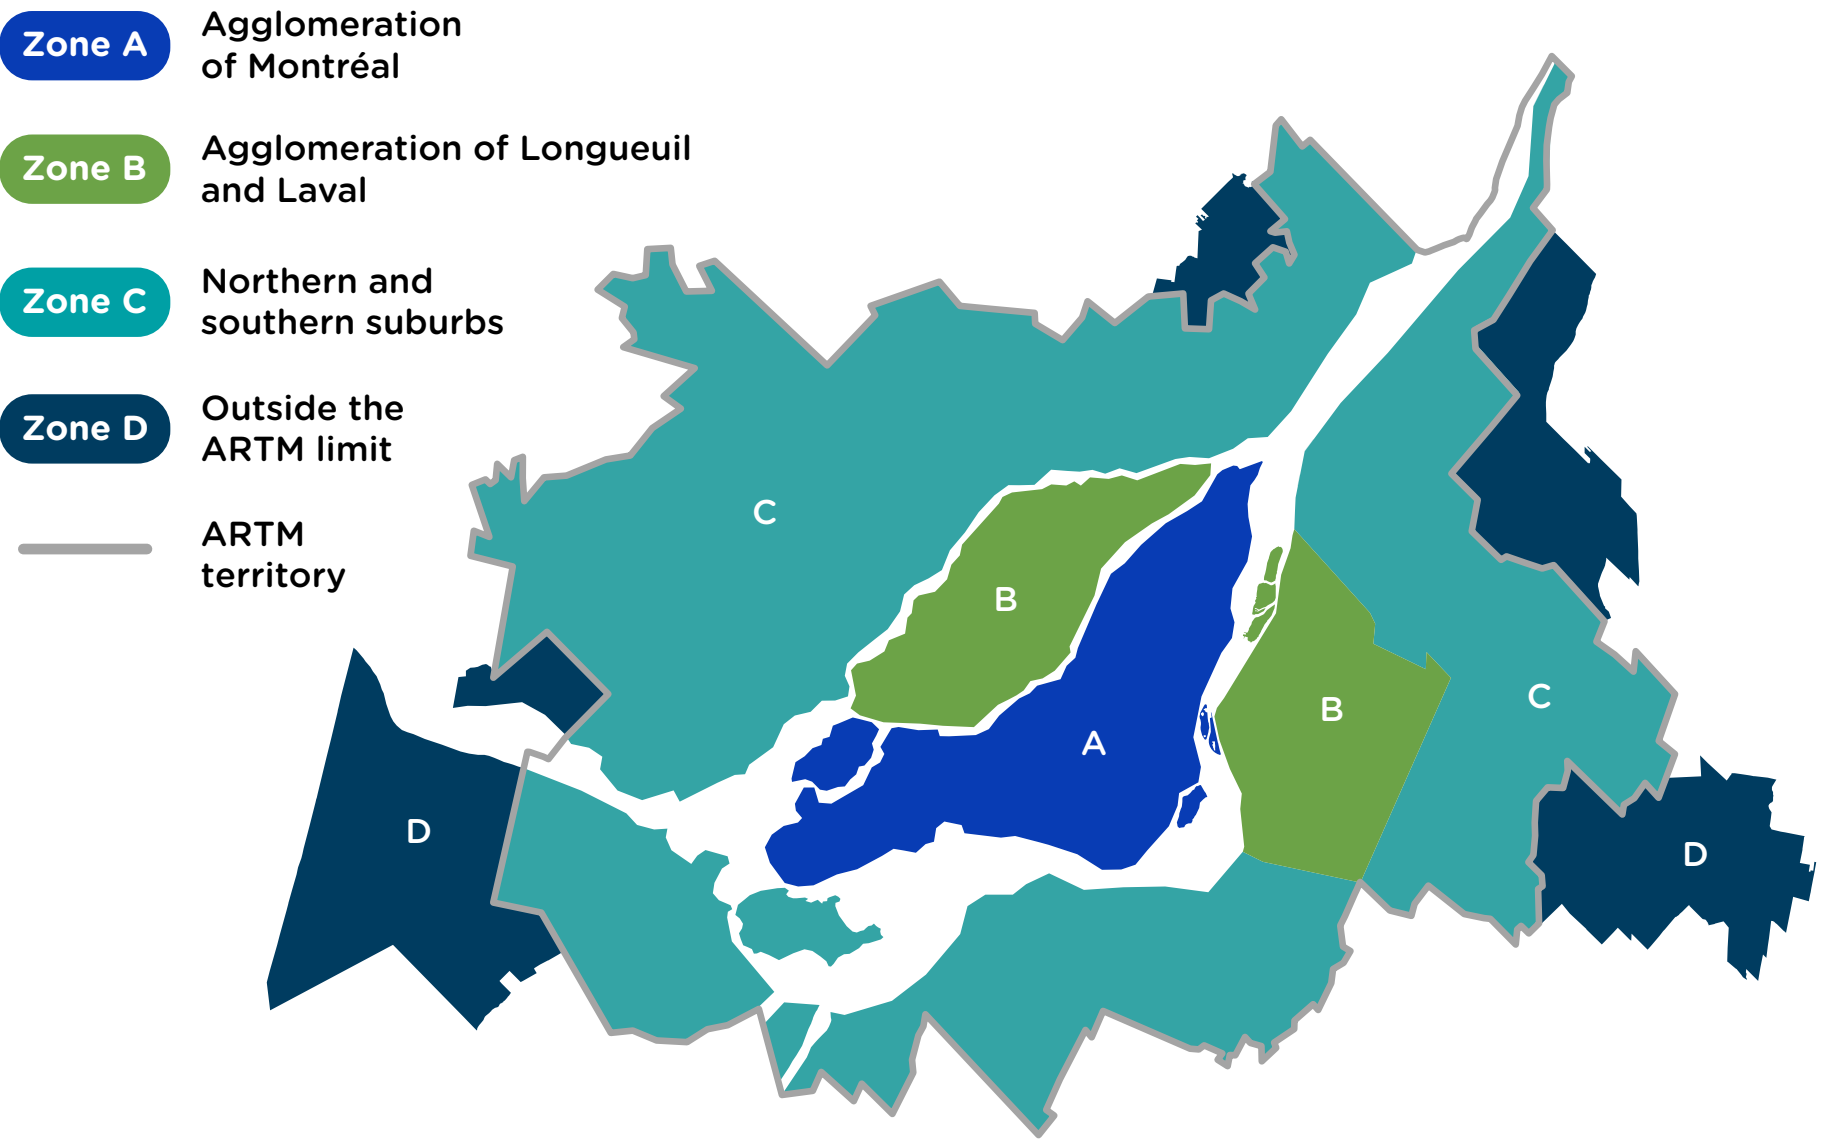 Zone A
Agglomeration
of Montréal
Zone B
Agglomeration of Longueuil
and Laval
Zone C
Northern and
southern suburbs
Zone D
Outside the
ARTM limit
ARTM
territory
C
B
A
B
C
D
D